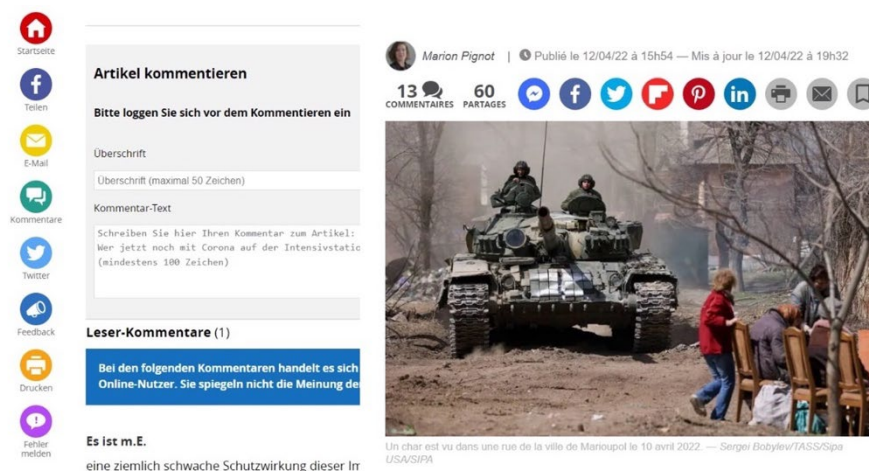 Startseite
Teilen
E-Mail
Kommentare
Twitter
Feedback
Drucken
Fehler
melden
Artikel kommentieren
Bitte loggen Sie sich vor dem Kommentieren ein
Überschrift
Überschrift (maximal 50 Zeichen)
Kommentar-Text
Schreiben Sie hier Ihren Kommentar zum Artikel:
Wer jetzt noch mit Corona auf der Intensivstatio
(mindestens 100 Zeichen)
Leser-Kommentare (1)
Bei den folgenden Kommentaren handelt es sich
Online-Nutzer. Sie spiegeln nicht die Meinung de
Es ist m.E.
eine ziemlich schwache Schutzwirkung dieser Im
Marion Pignot | Publié le 12/04/22 à 15h54 — Mis à jour le 12/04/22 à 19h32
13 60
COMMENTAIRES PARTAGES
Un char est vu dans une rue de la ville de Marioupol le 10 avril 2022. — Sergei Bobylev/TASS/Sipa
USA/SIPA